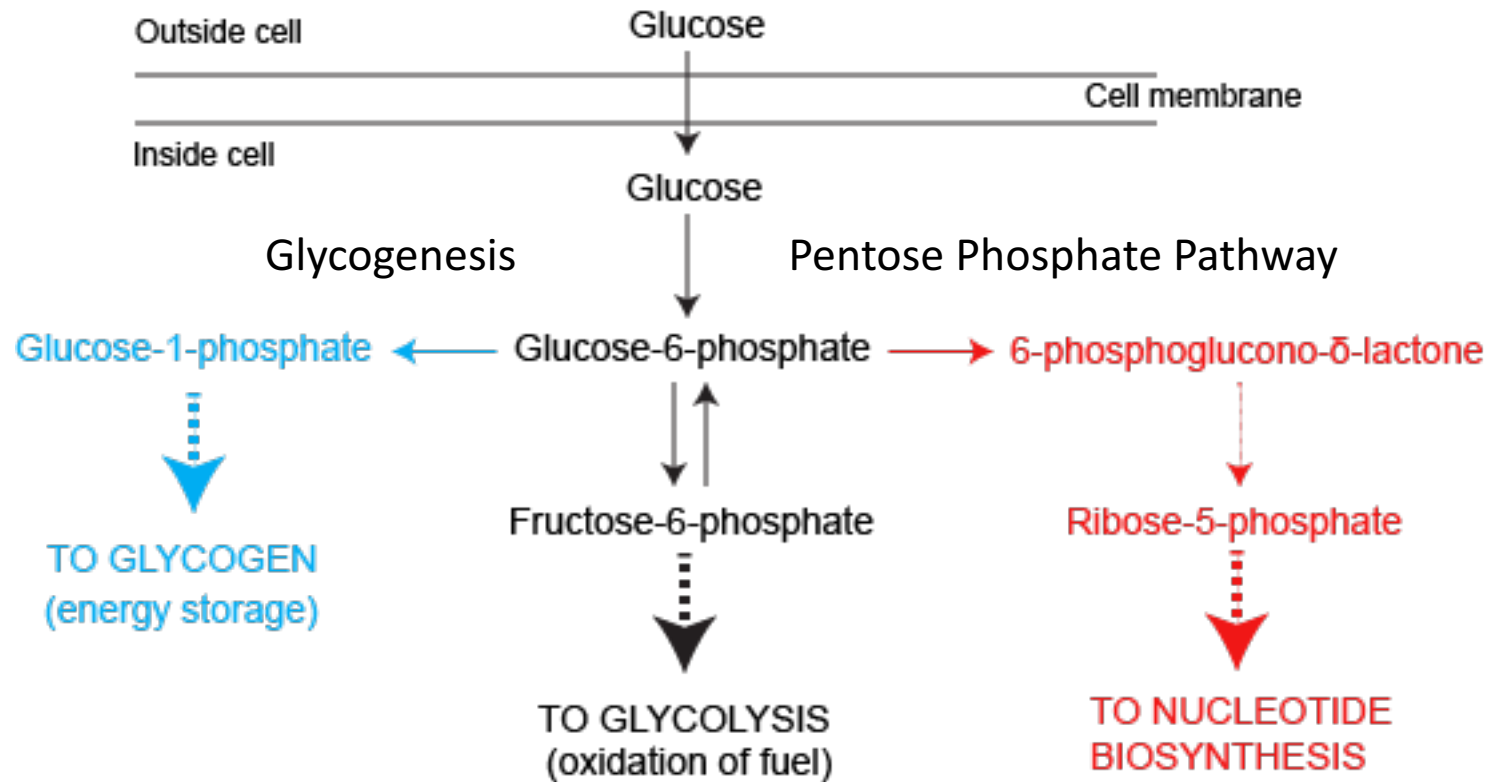 Outside cell
Glucose
Cell membrane
Inside cell
Glucose
Glycogenesis
Pentose Phosphate Pathway
Glucose-1-phosphate
Glucose-6-phosphate
6-phosphoglucono-δ-lactone
Fructose-6-phosphate
Ribose-5-phosphate
TO GLYCOGEN
(energy storage)
TO GLYCOLYSIS
(oxidation of fuel)
TO NUCLEOTIDE
BIOSYNTHESIS